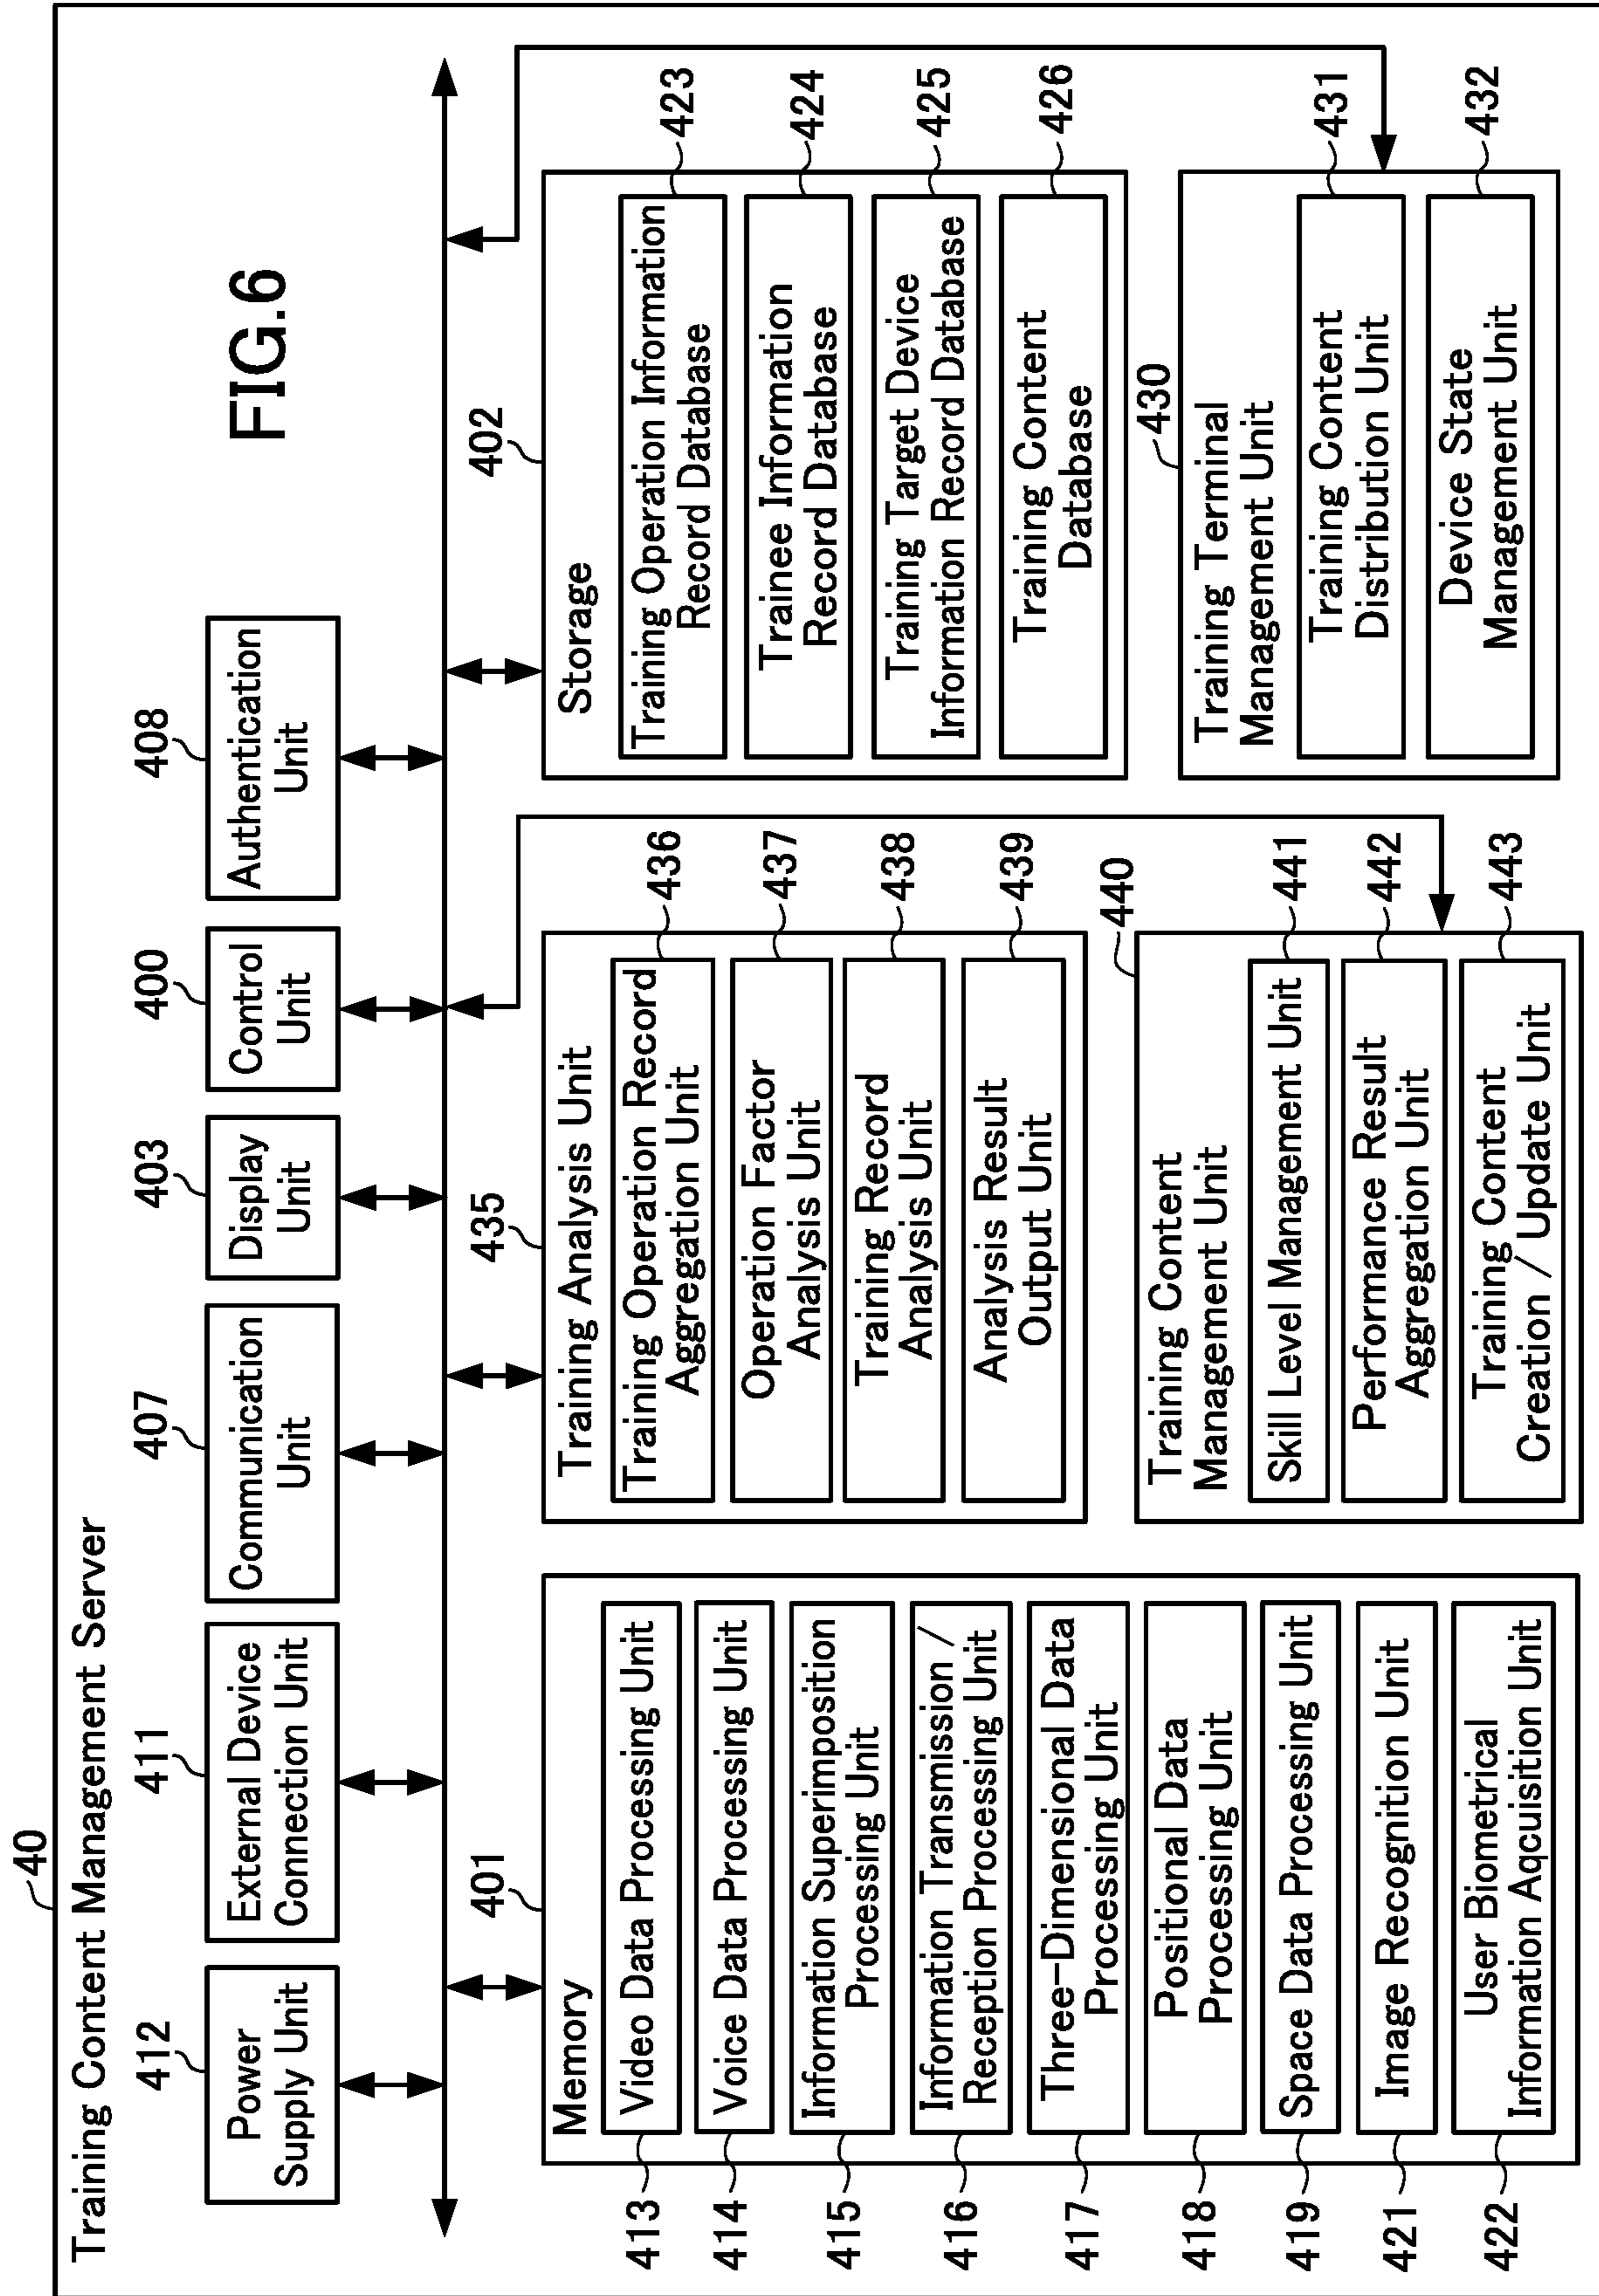 FIG.6
40
Training Content Management Server
412
411
407
403
400
408
Power
Supply Unit
External Device
Connection Unit
Communication
Unit
Display
Unit
Control
Unit
Authentication
Unit
401
Memory
413
Video Data Processing Unit
414
Voice Data Processing Unit
415
Information Superimposition
Processing Unit
416
Information Transmission /
Reception Processing Unit
417
Three-Dimensional Data
Processing Unit
418
Positional Data
Processing Unit
419
Space Data Processing Unit
421
Image Recognition Unit
422
User Biometrical
Information Aqcuisition Unit
435
Training Analysis Unit
Training Operation Record
Aggregation Unit
436
Operation Factor
Analysis Unit
437
Training Record
Analysis Unit
438
Analysis Result
Output Unit
439
440
Training Content
Management Unit
Skill Level Management Unit
441
Performance Result
Aggregation Unit
442
Training Content
Creation / Update Unit
443
402
Storage
Training Operation Information
Record Database
423
Trainee Information
Record Database
424
Training Target Device
Information Record Database
425
Training Content
Database
426
430
Training Terminal
Management Unit
Training Content
Distribution Unit
431
Device State
Management Unit
432